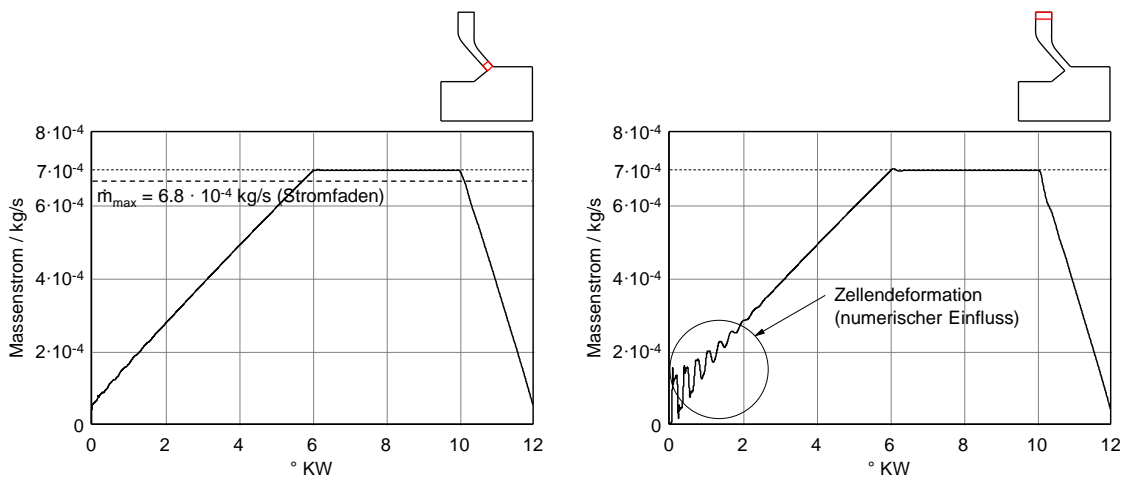 8·10-4
7·10-4
ṁmax = 6.8 · 10-4 kg/s (Stromfaden)
6·10-4
4·10-4
2·10-4
0
Massenstrom / kg/s
0 2 4 6 8 10 12
° KW
8·10-4
7·10-4
6·10-4
4·10-4
Zellendeformation
(numerischer Einfluss)
2·10-4
0
Massenstrom / kg/s
0 2 4 6 8 10 12
° KW